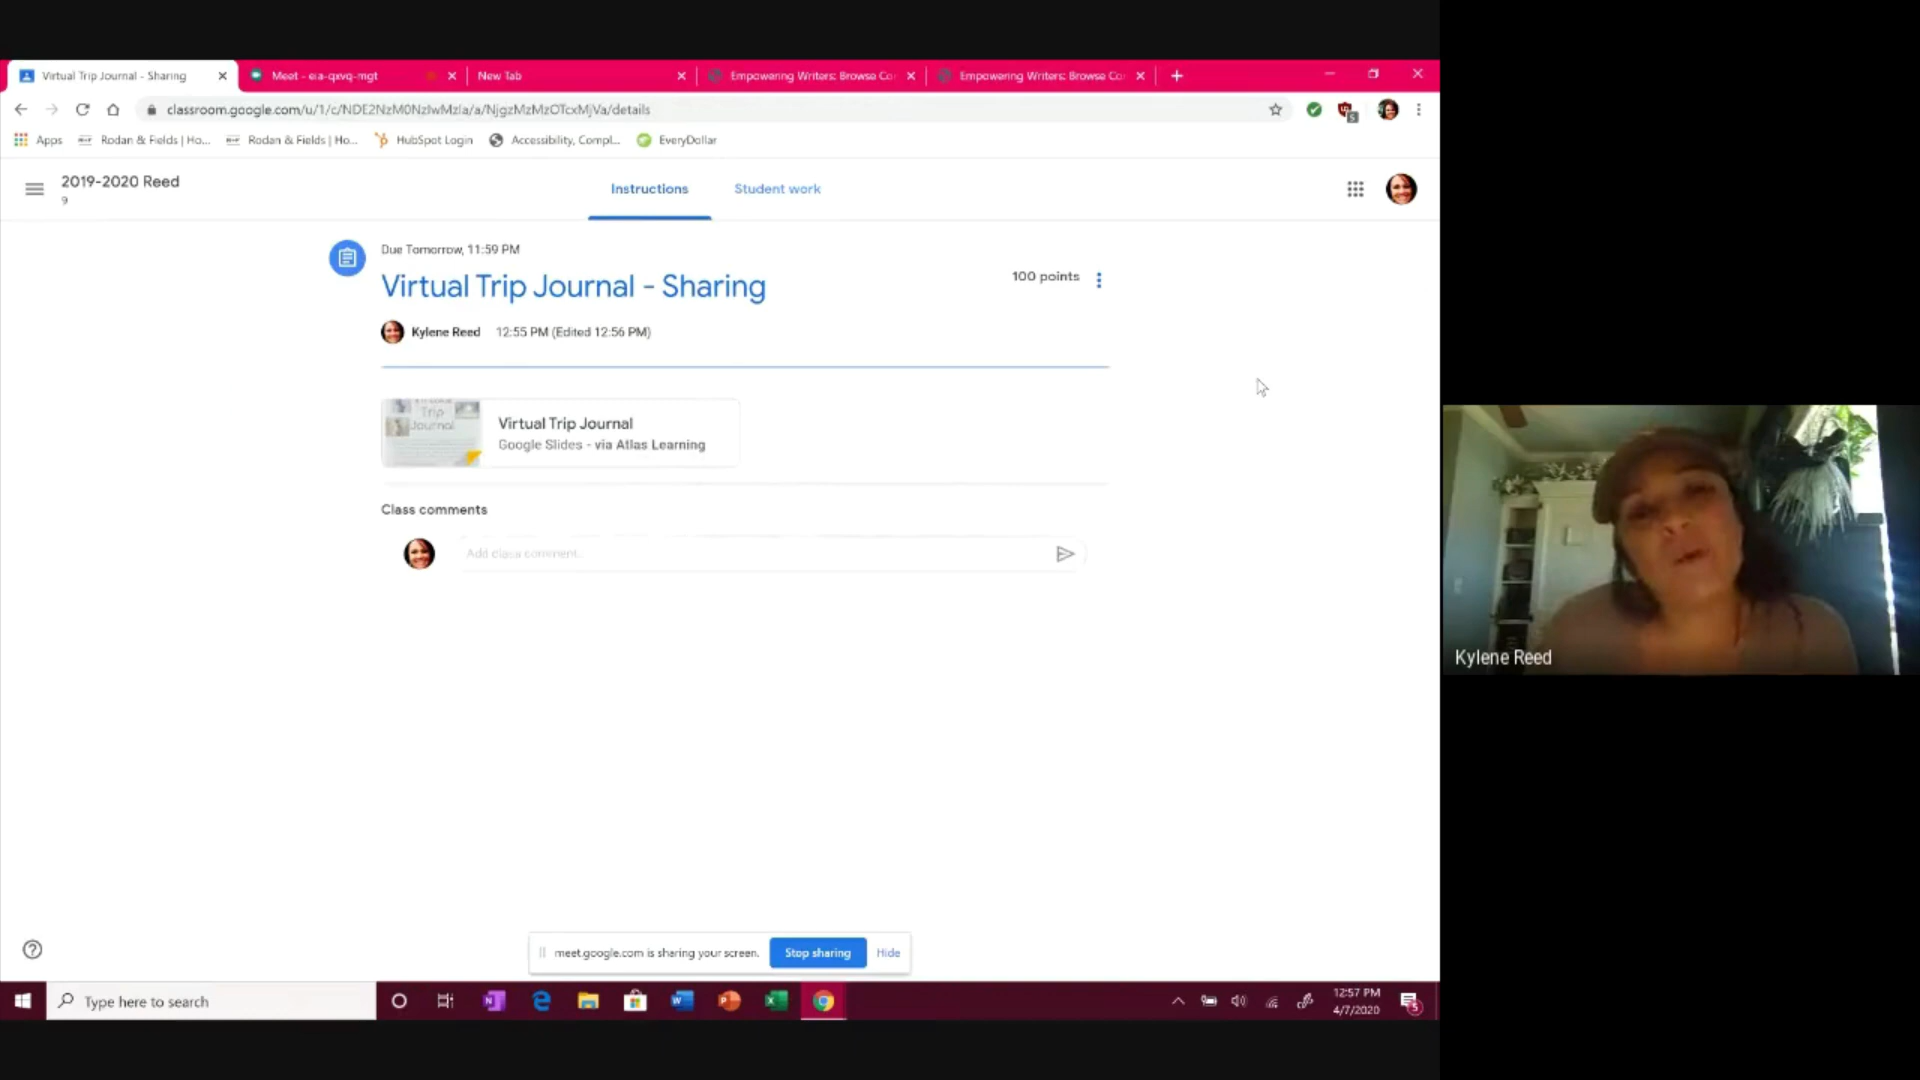 Virtual Trip Journal - Sharing
Meet - eia-qxvq-mgt
New Tab
Empowering Writers: Browse Co
Empowering Writers: Browse Co
classroom.google.com/u/1/c/NDE2NzM0NzIwMzIa/a/NjgzMzMzOTcxMjVa/details
Apps
Rodan & Fields | Ho...
Rodan & Fields | Ho...
HubSpot Login
Accessibility, Compl...
EveryDollar
2019-2020 Reed
9
Instructions
Student work
Due Tomorrow, 11:59 PM
Virtual Trip Journal - Sharing
100 points
Kylene Reed 12:55 PM (Edited 12:56 PM)
Trip
Journal
Virtual Trip Journal
Google Slides - via Atlas Learning
Class comments
Add class comment...
Kylene Reed
meet.google.com is sharing your screen.
Stop sharing
Hide
Type here to search
12:57 PM
4/7/2020
5